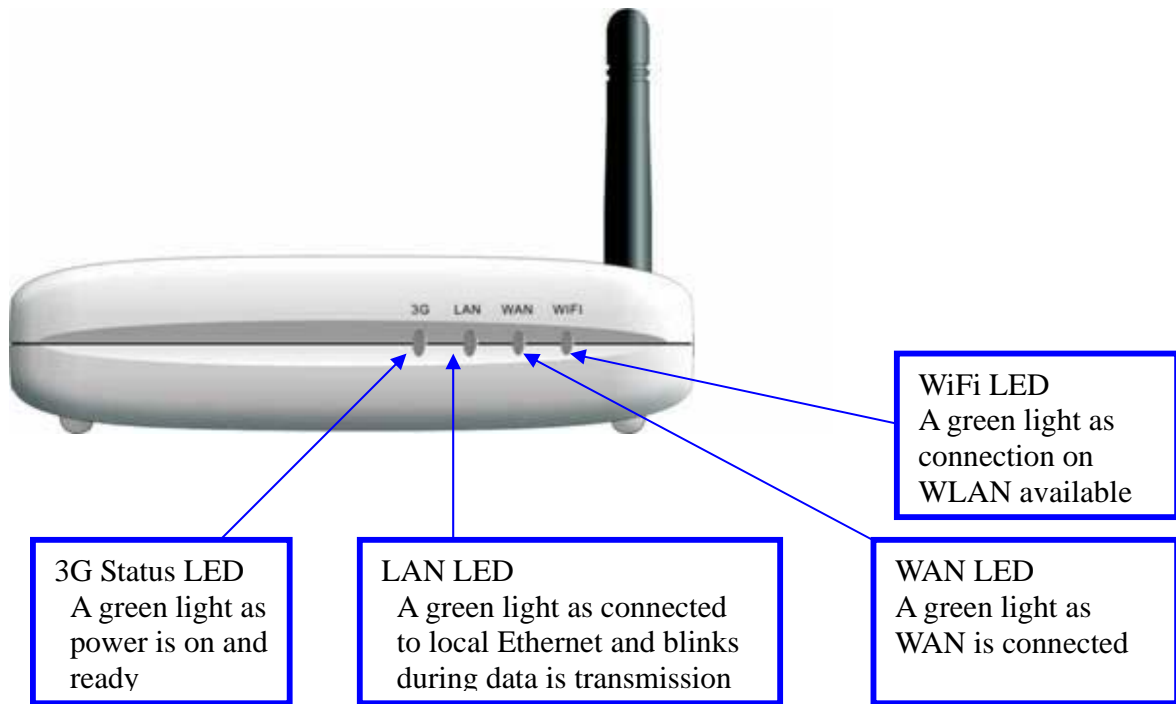 3G LAN WAN WIFI
WiFi LED
A green light as
connection on
WLAN available
3G Status LED
A green light as
power is on and
ready
LAN LED
A green light as connected
to local Ethernet and blinks
during data is transmission
WAN LED
A green light as
WAN is connected